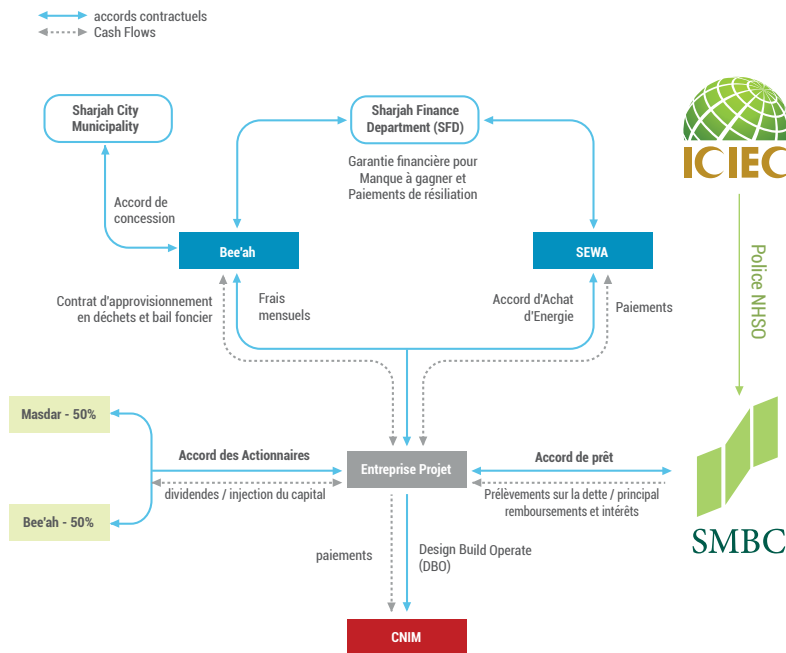 accords contractuels
Cash Flows
Sharjah City
Municipality
Sharjah Finance
Department (SFD)
Garantie financière pour
Manque à gagner et
Paiements de résiliation
ICIEC
Accord de
concession
Bee'ah
SEWA
Police NHSO
Contrat d'approvisionnement
en déchets et bail foncier
Frais
mensuels
Accord d'Achat
d'Energie
Paiements
Masdar - 50%
Bee'ah - 50%
Accord des Actionnaires
dividendes / injection du capital
Entreprise Projet
Accord de prêt
Prélèvements sur la dette / principal
remboursements et intérêts
SMBC
paiements
Design Build Operate
(DBO)
CNIM